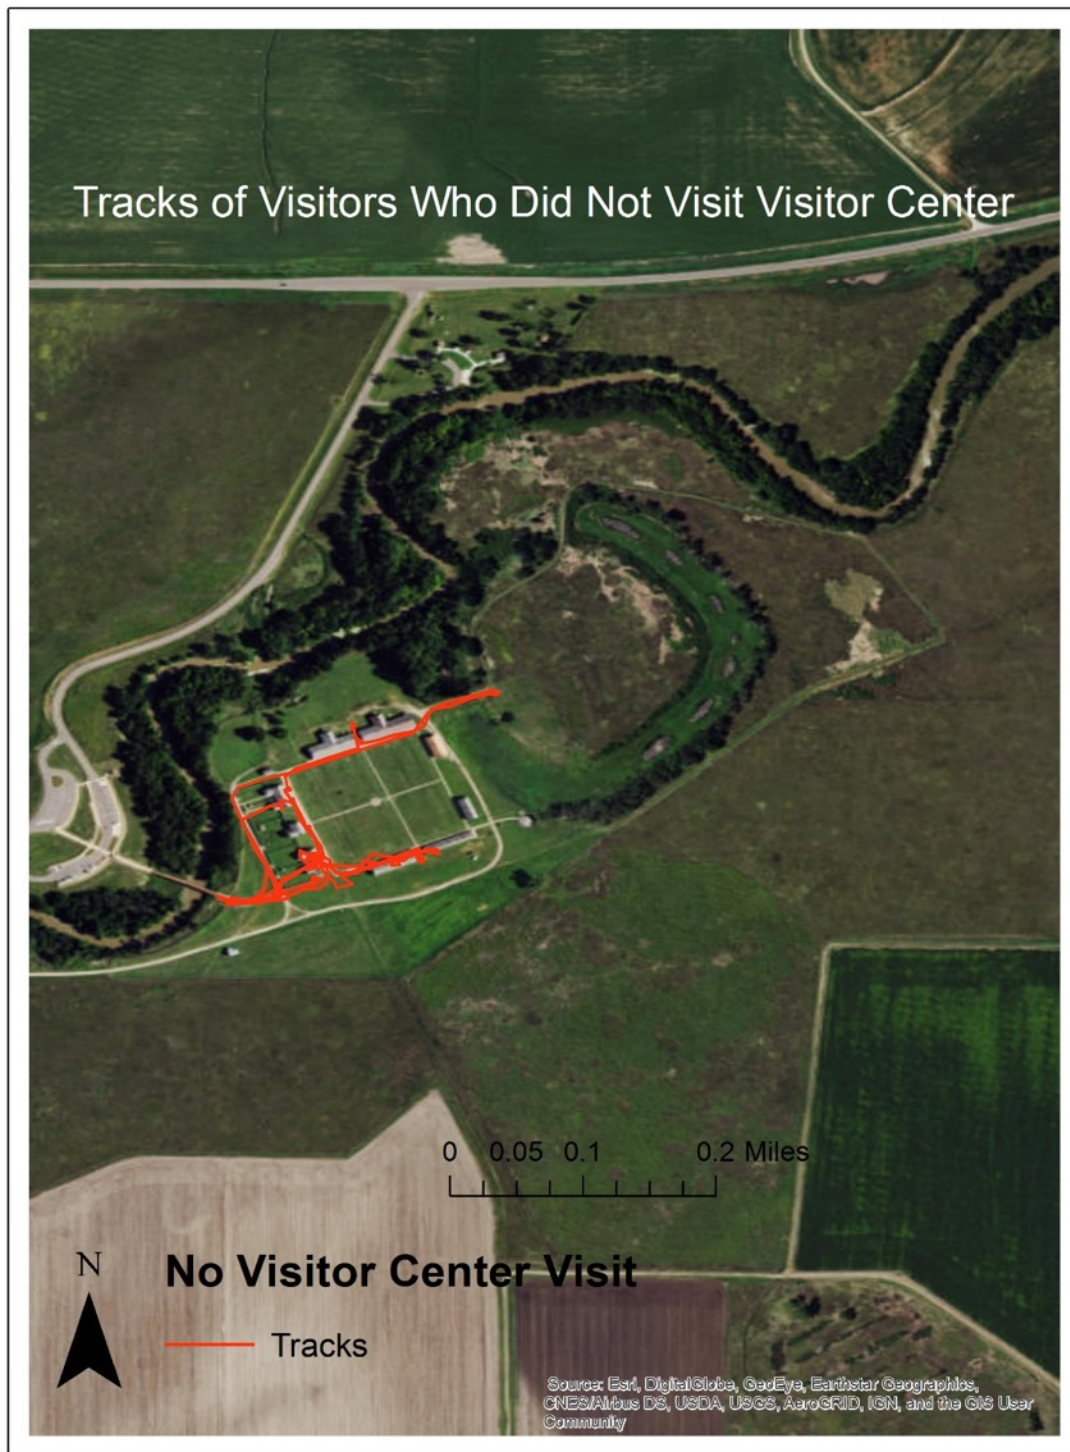 Tracks of Visitors Who Did Not Visit Visitor Center
0 0.05 0.1 0.2 Miles
N
No Visitor Center Visit
Tracks
Source: Esri, DigitalGlobe, GeoEye, Earthstar Geographics,
CNES/Airbus DS, USDA, USGS, AeroGRID, IGN, and the GIS User
Community